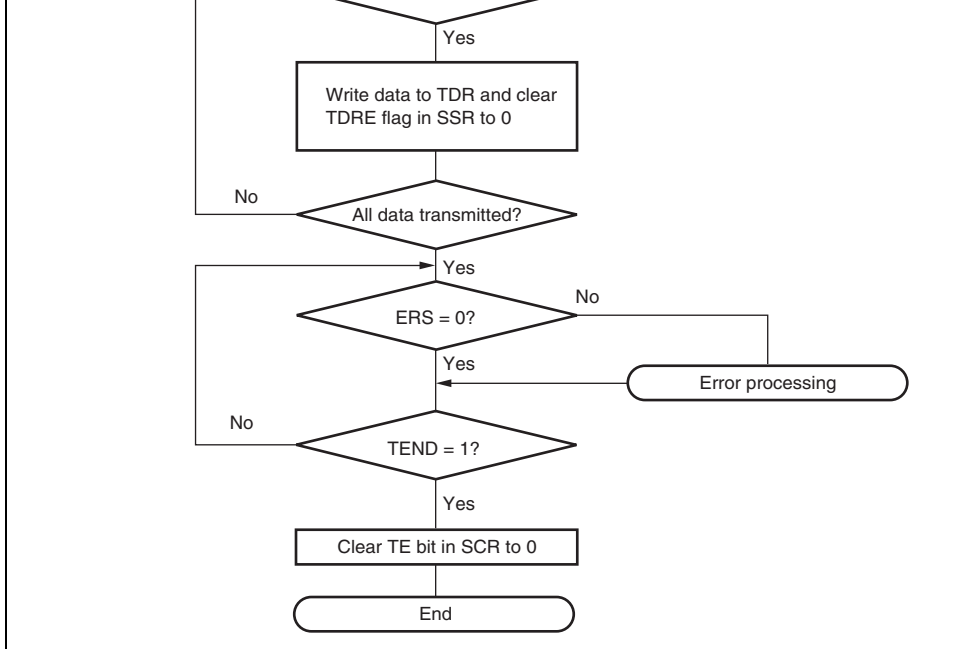 Yes
Write data to TDR and clear
TDRE flag in SSR to 0
No
All data transmitted?
Yes
No
ERS = 0?
Yes
Error processing
No
TEND = 1?
Yes
Clear TE bit in SCR to 0
End